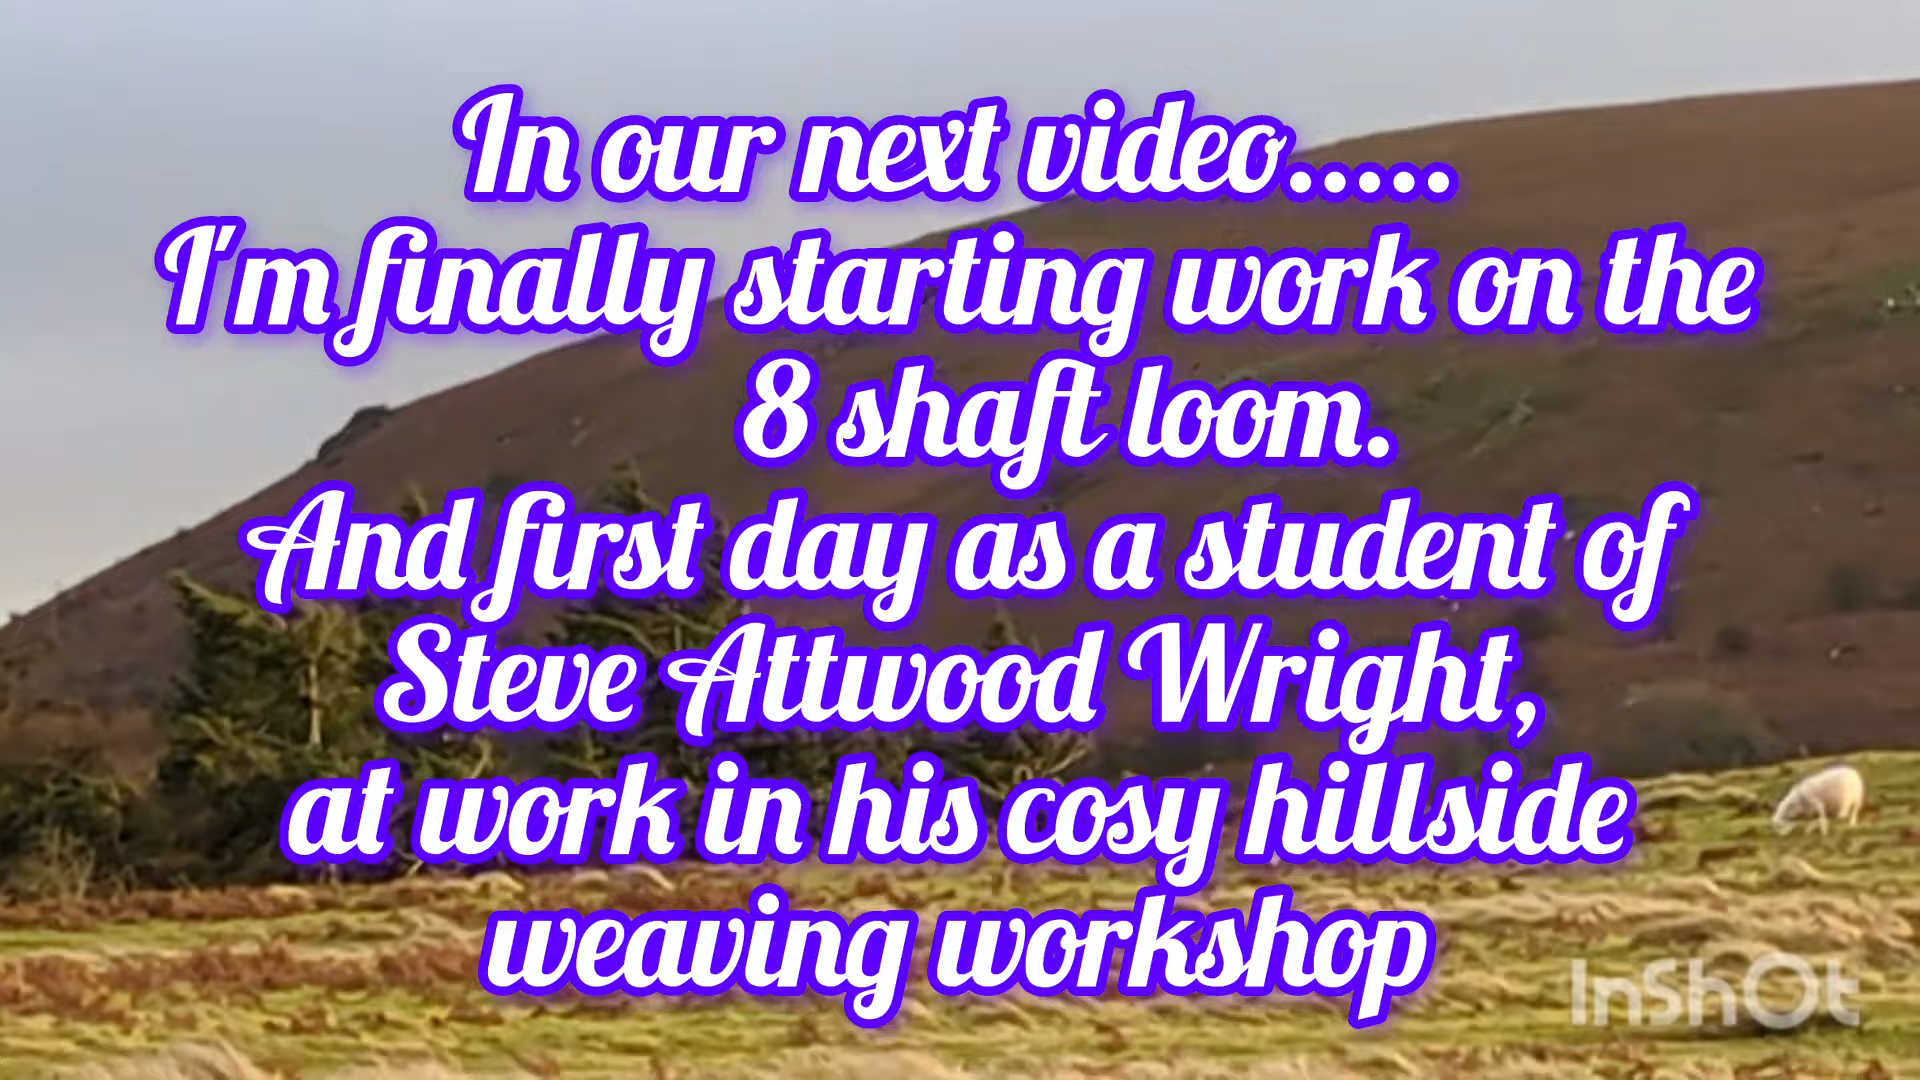 In our next video.....
I'm finally starting work on the
8 shaft loom.
And first day as a student of
Steve Attwood Wright,
at work in his cosy hillside
weaving workshop
InShOt